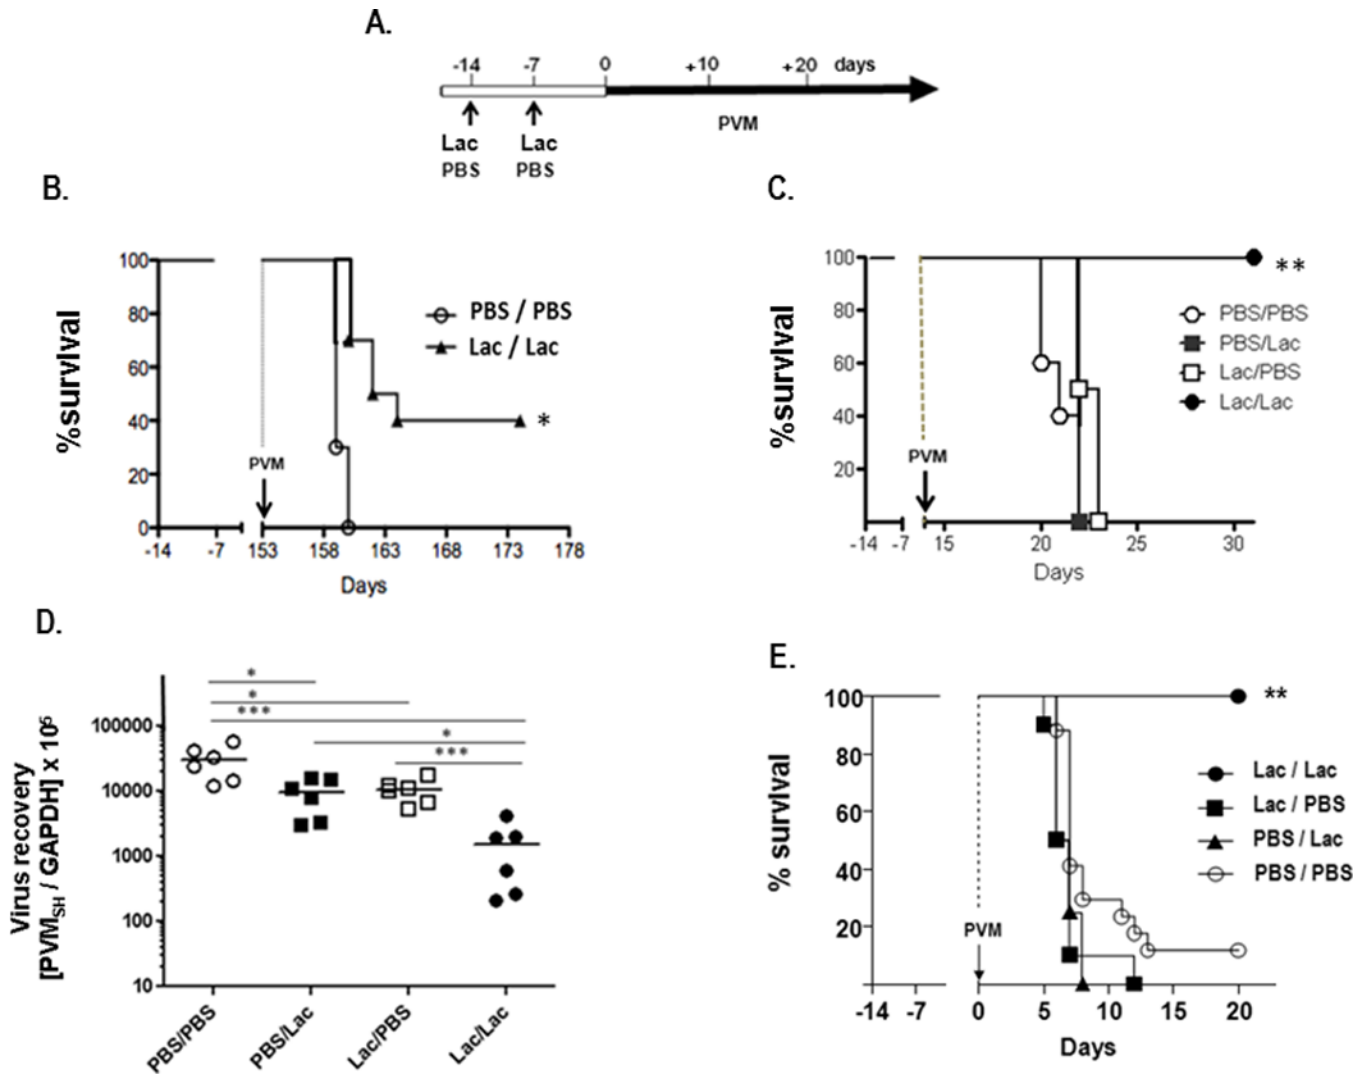 A.
-14 -7 0 +10 +20 days
Lac Lac PVM
PBS PBS
B.
%survival
100
80
60
40
20
0
PVM
PBS / PBS
Lac / Lac
*
-14 -7 153 158 163 168 173 178
Days
C.
%survival
100
80
60
40
20
PVM
**
PBS/PBS
PBS/Lac
Lac/PBS
Lac/Lac
-14 -7 15 20 25 30
Days
D.
Virus recovery
[PVMSH / GAPDH] x 10⁶
*
*
***
*
***
100000
10000
1000
100
10
PBS/PBS PBS/Lac Lac/PBS Lac/Lac
E.
% survival
100
80
60
40
20
PVM
**
Lac / Lac
Lac / PBS
PBS / Lac
PBS / PBS
-14 -7 0 5 10 15 20
Days